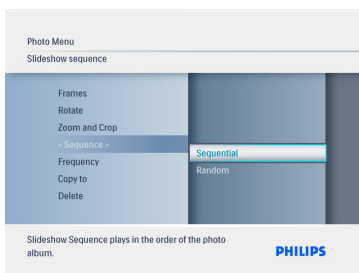 Photo Menu
Slideshow sequence
Frames
Rotate
Zoom and Crop
< Sequence >
Sequential
Frequency
Random
Copy to
Delete
Slideshow Sequence plays in the order of the photo
album.
PHILIPS